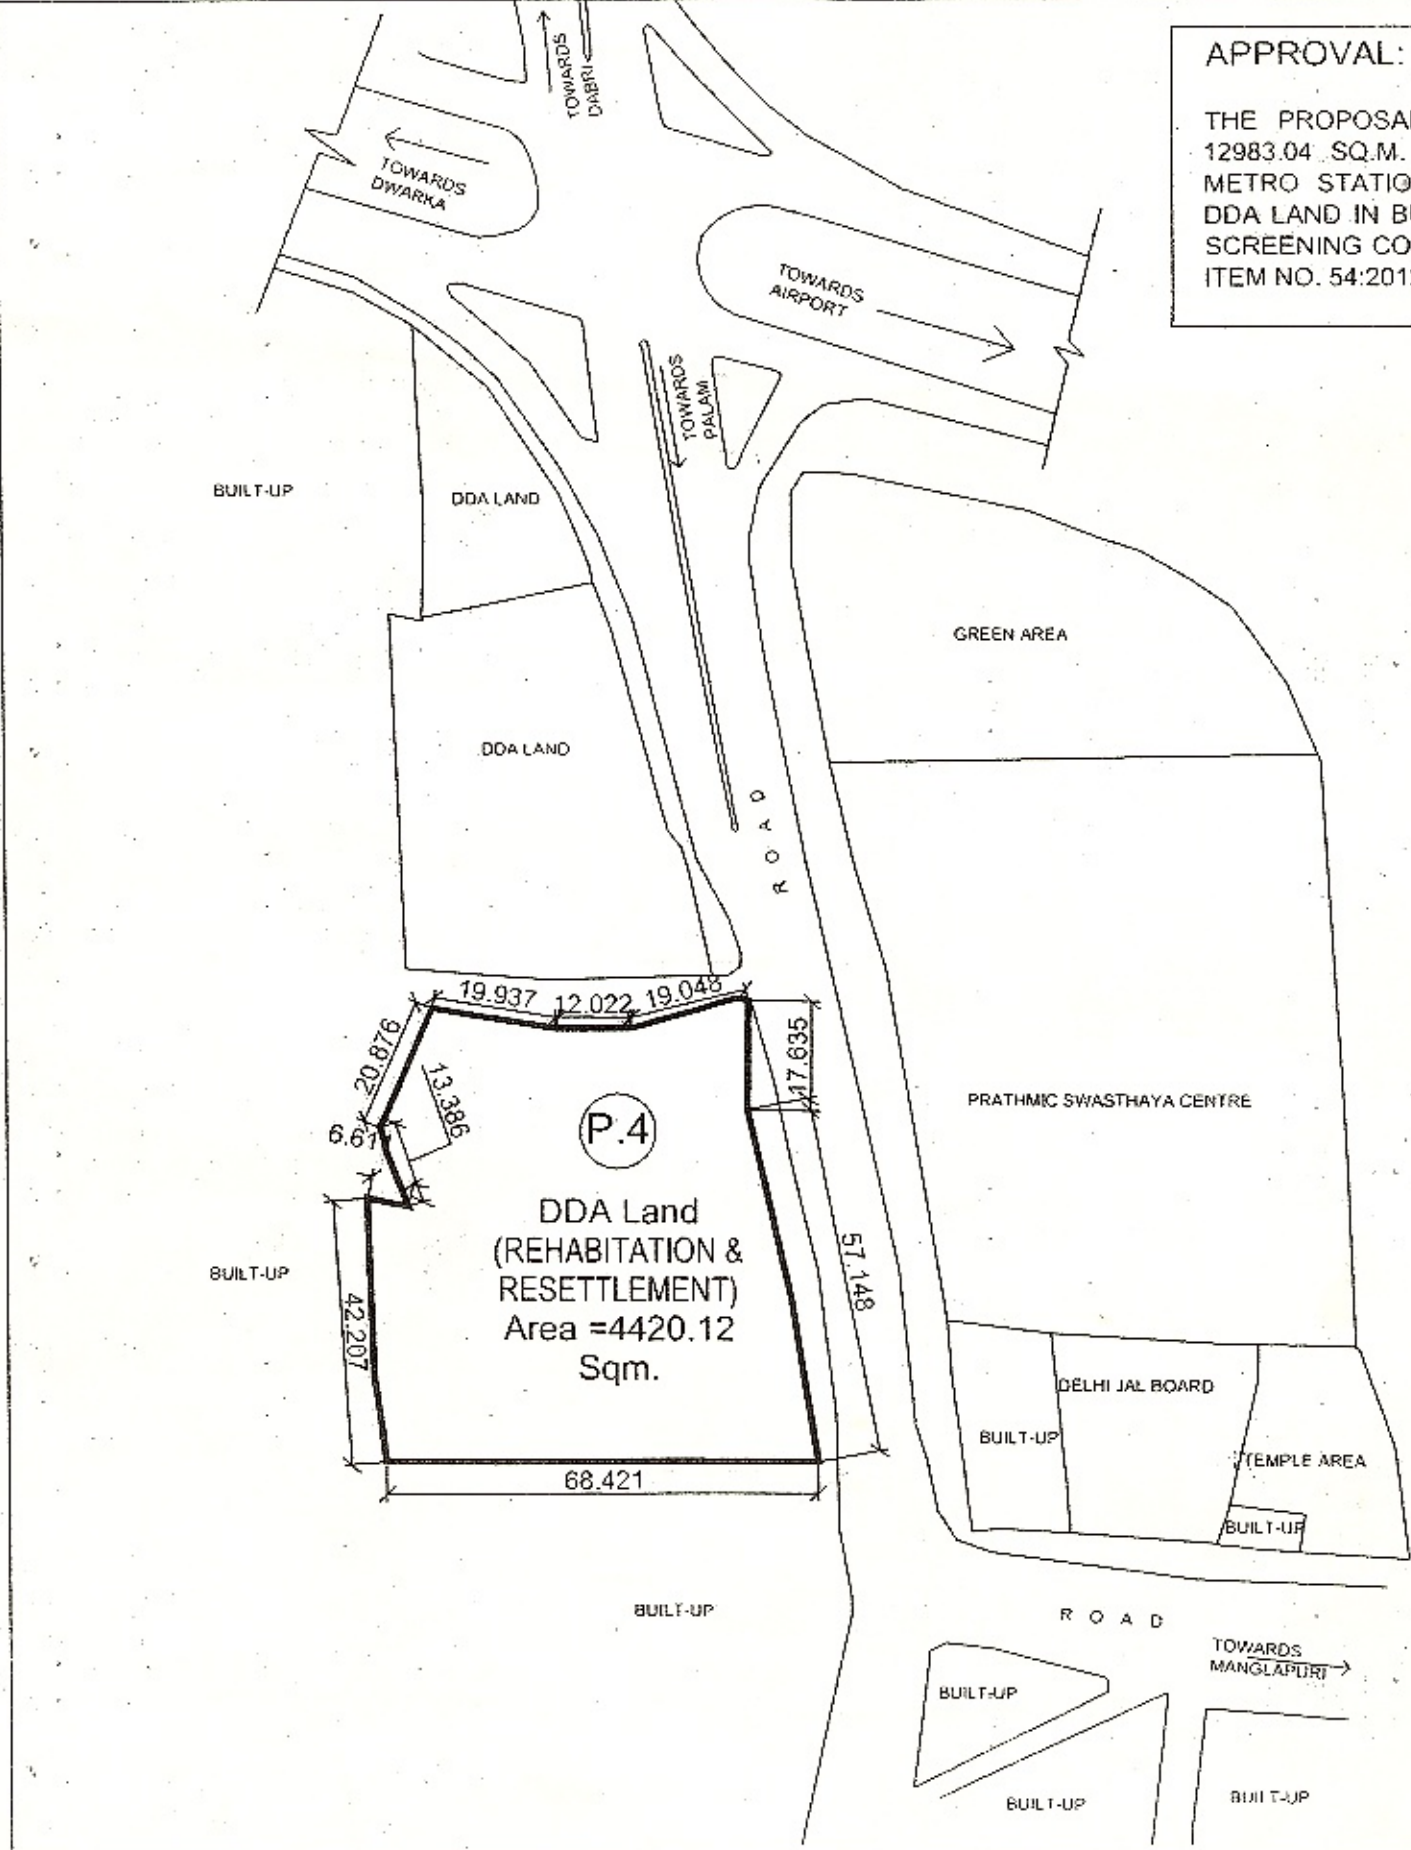 APPROVAL:
THE PROPOSAL
12983.04 SQ.M.
METRO STATIO
DDA LAND IN B
SCREENING CO
ITEM NO. 54:201
TOWARDS
DABRI
TOWARDS
DWARKA
TOWARDS
AIRPORT
TOWARDS
PALAM
BUILT-UP
DDA LAND
GREEN AREA
DDA LAND
ROAD
19.937
12.022
19.048
17.635
20.876
13.386
6.61
P.4
PRATHMIC SWASTHAYA CENTRE
DDA Land
(REHABITATION &
RESETTLEMENT)
Area =4420.12
Sqm.
57.148
BUILT-UP
42.207
DELHI JAL BOARD
BUILT-UP
TEMPLE AREA
68.421
BUILT-UP
BUILT-UP
ROAD
TOWARDS
MANGLAPURI
BUILT-UP
BUILT-UP
BUILT-UP